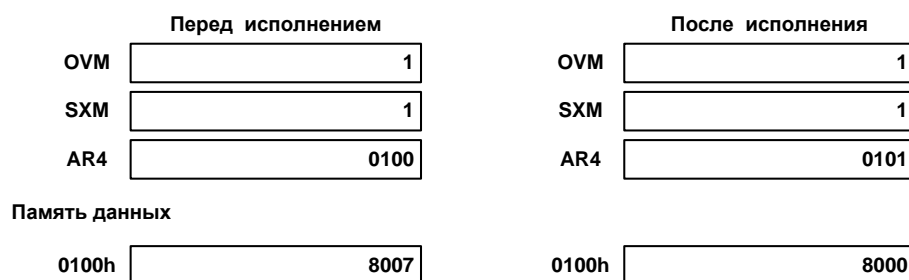 Перед исполнением После исполнения
OVM 1 OVM 1
SXM 1 SXM 1
AR4 0100 AR4 0101
Память данных
0100h 8007 0100h 8000